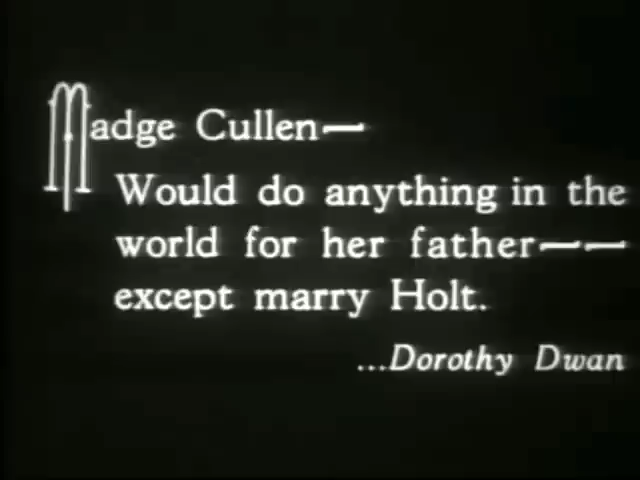 Madge Cullen—
Would do anything in the
world for her father——
except marry Holt.
...Dorothy Dwan